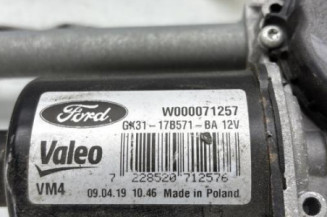 Ford
W000071257
GK31-17B571-BA 12V
Valeo
7 228520 712576
VM4
09.04.19 10.46 Made in Poland